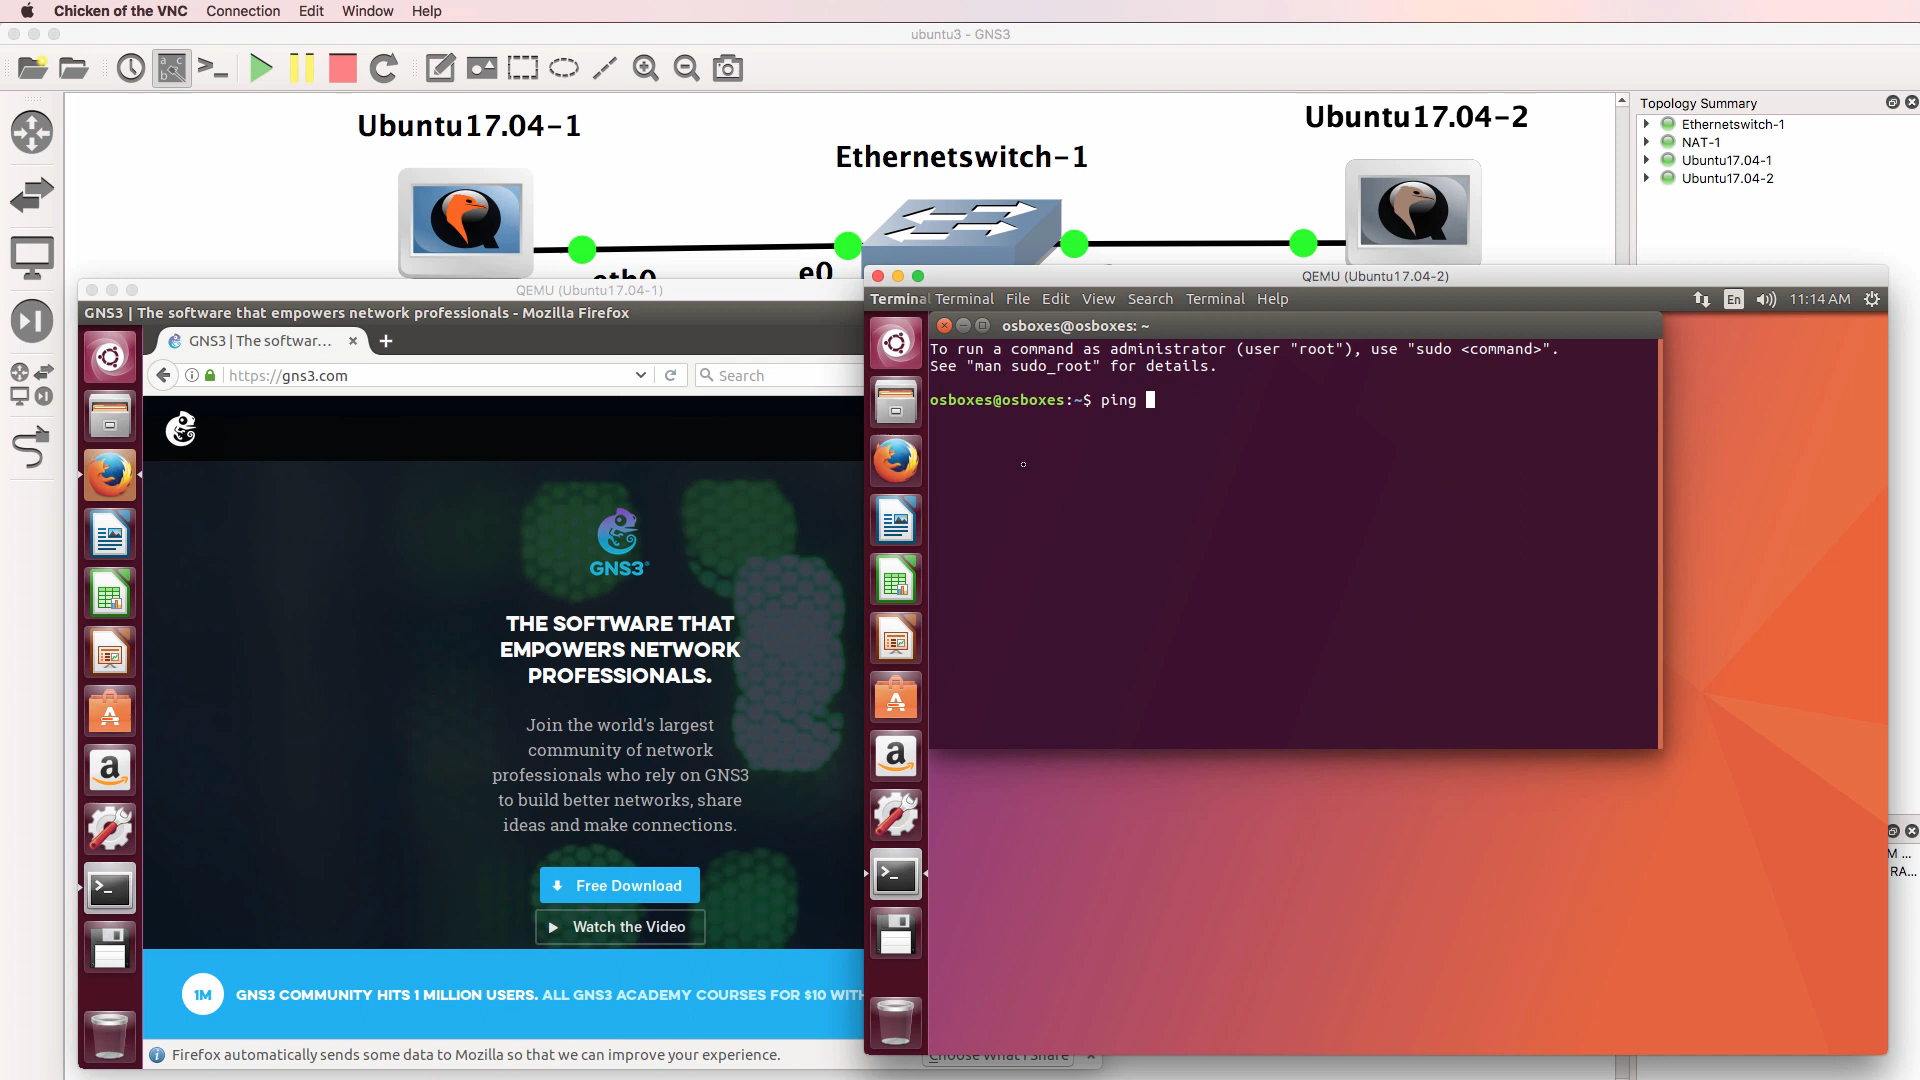 Chicken of the VNC Connection Edit Window Help
ubuntu3 - GNS3
Ubuntu17.04-1
Ethernetswitch-1
Ubuntu17.04-2
eth0
e0
Topology Summary
Ethernetswitch-1
NAT-1
Ubuntu17.04-1
Ubuntu17.04-2
QEMU (Ubuntu17.04-1)
GNS3 | The software that empowers network professionals - Mozilla Firefox
GNS3 | The softwar...
https://gns3.com
Search
GNS3
THE SOFTWARE THAT
EMPOWERS NETWORK
PROFESSIONALS.
Join the world's largest
community of network
professionals who rely on GNS3
to build better networks, share
ideas and make connections.
Free Download
Watch the Video
1M GNS3 COMMUNITY HITS 1 MILLION USERS. ALL GNS3 ACADEMY COURSES FOR $10 WITH
Firefox automatically sends some data to Mozilla so that we can improve your experience.
Choose What I Share
QEMU (Ubuntu17.04-2)
Terminal Terminal File Edit View Search Terminal Help
En 11:14 AM
osboxes@osboxes: ~
To run a command as administrator (user "root"), use "sudo <command>".
See "man sudo_root" for details.
osboxes@osboxes:~$ ping
M ...
RA...